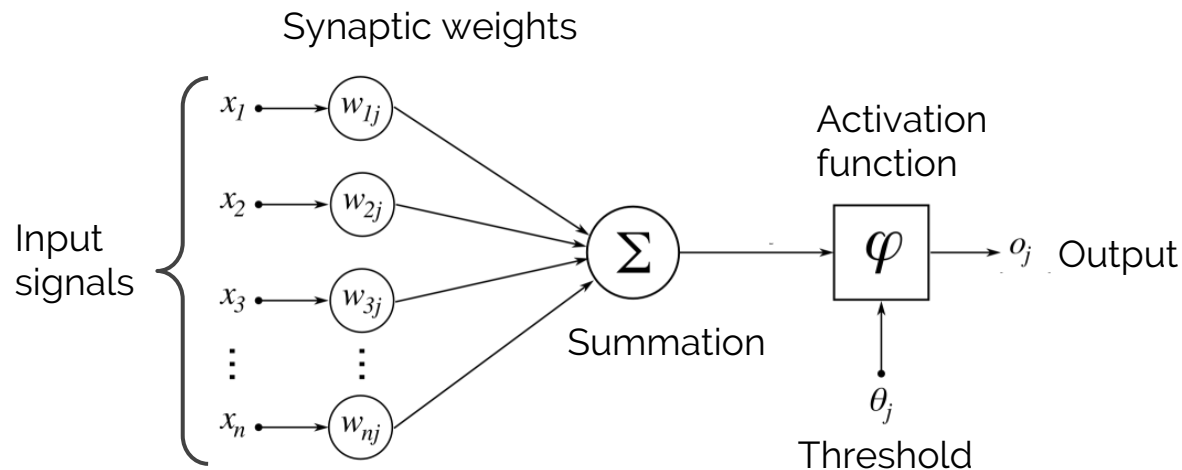 Synaptic weights
x₁ w₁ⱼ
Activation
function
x₂ w₂ⱼ
Input
signals
Σ φ oⱼ Output
x₃ w₃ⱼ
Summation
⋮ ⋮
θⱼ
xₙ wₙⱼ
Threshold